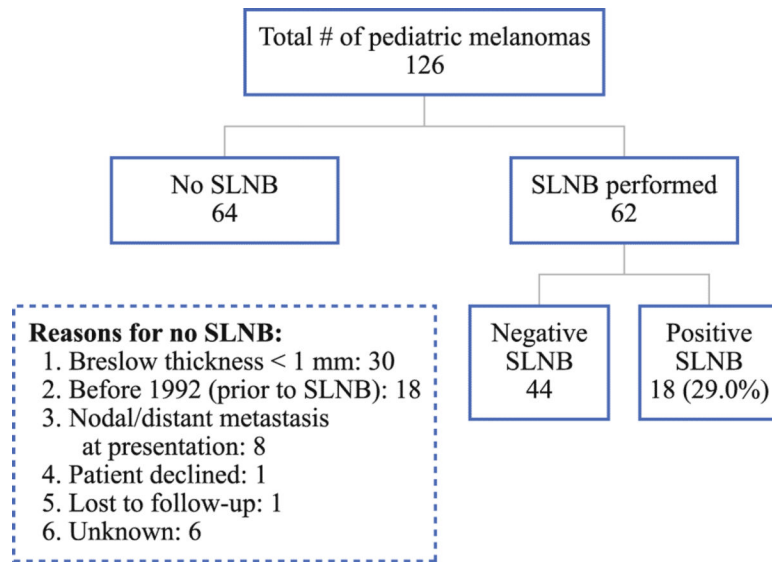 Total # of pediatric melanomas
126
No SLNB
64
SLNB performed
62
Reasons for no SLNB:
1. Breslow thickness < 1 mm: 30
2. Before 1992 (prior to SLNB): 18
3. Nodal/distant metastasis
at presentation: 8
4. Patient declined: 1
5. Lost to follow-up: 1
6. Unknown: 6
Negative
SLNB
44
Positive
SLNB
18 (29.0%)